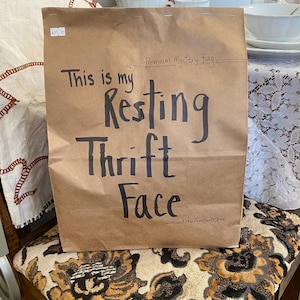 This is my
Resting
Thrift
Face